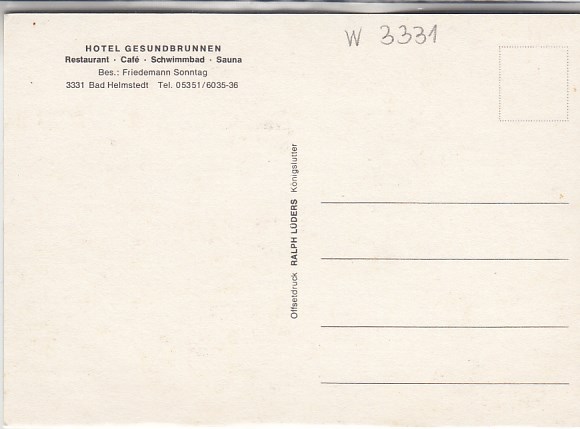 W 3331
HOTEL GESUNDBRUNNEN
Restaurant · Café · Schwimmbad · Sauna
Bes.: Friedemann Sonntag
3331 Bad Helmstedt Tel. 05351/6035-36
Offsetdruck RALPH LÜDERS Königslutter